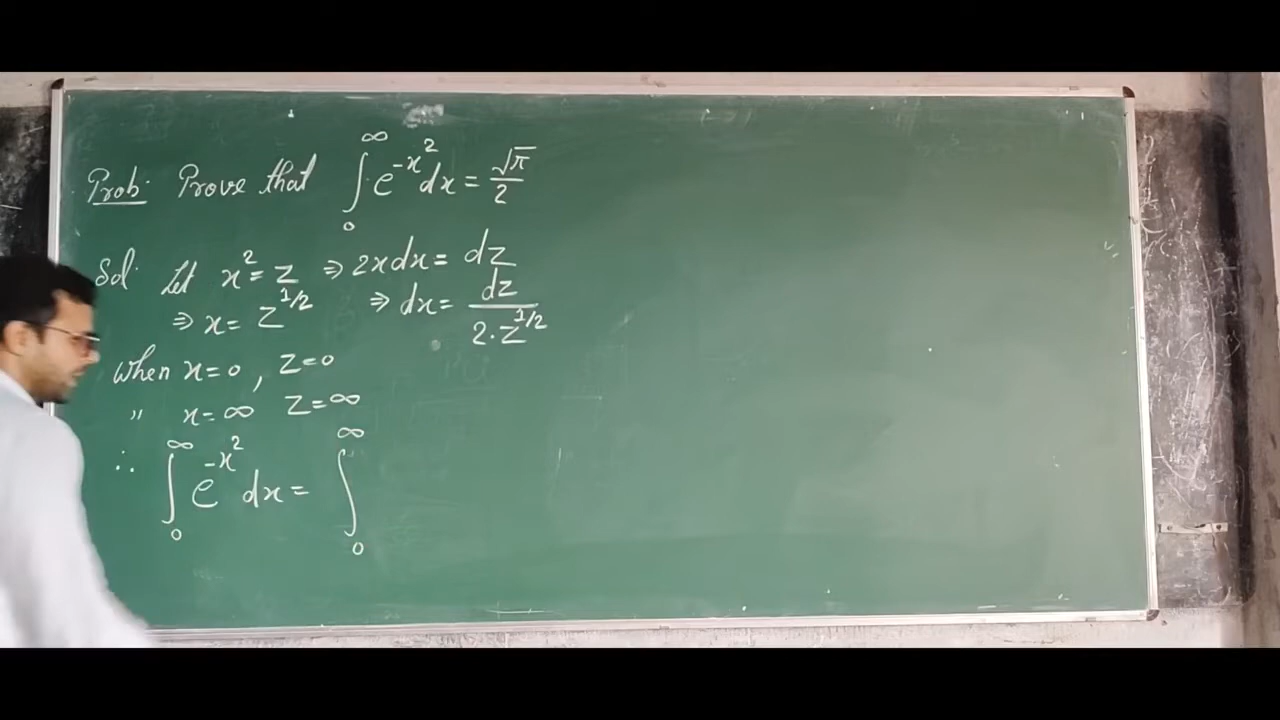 Prob. Prove that ∫₀^∞ e^{-x²} dx = √π/2
Sol. Let x² = z ⇒ 2x dx = dz
⇒ x = z^{1/2} ⇒ dx = dz/(2·z^{1/2})
When x=0, z=0
" x=∞ z=∞
∴ ∫₀^∞ e^{-x²} dx = ∫₀^∞